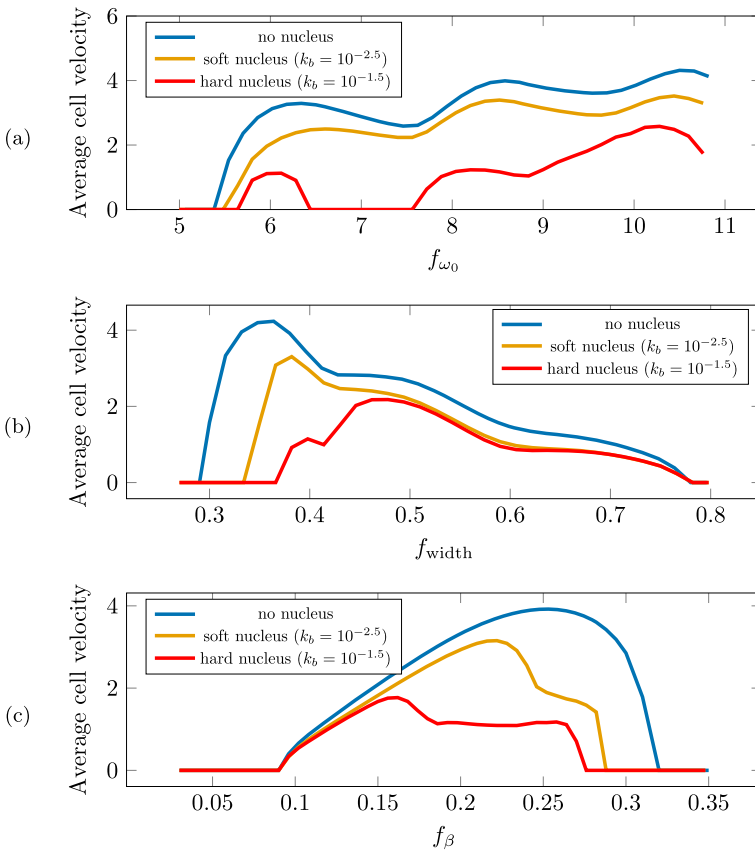 6
4
2
0
Average cell velocity
(a)
no nucleus
soft nucleus (k_b = 10^{-2.5})
hard nucleus (k_b = 10^{-1.5})
5 6 7 8 9 10 11
f_{ω_0}
4
2
0
Average cell velocity
(b)
no nucleus
soft nucleus (k_b = 10^{-2.5})
hard nucleus (k_b = 10^{-1.5})
0.3 0.4 0.5 0.6 0.7 0.8
f_{width}
4
2
0
Average cell velocity
(c)
no nucleus
soft nucleus (k_b = 10^{-2.5})
hard nucleus (k_b = 10^{-1.5})
0.05 0.1 0.15 0.2 0.25 0.3 0.35
f_β